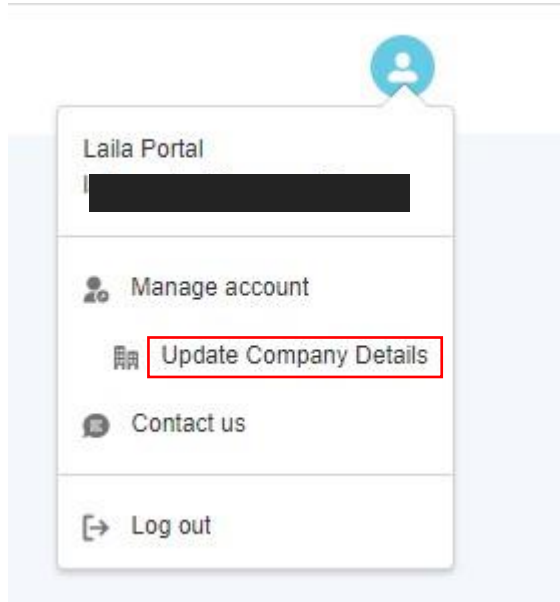 Laila Portal
Manage account
Update Company Details
Contact us
Log out